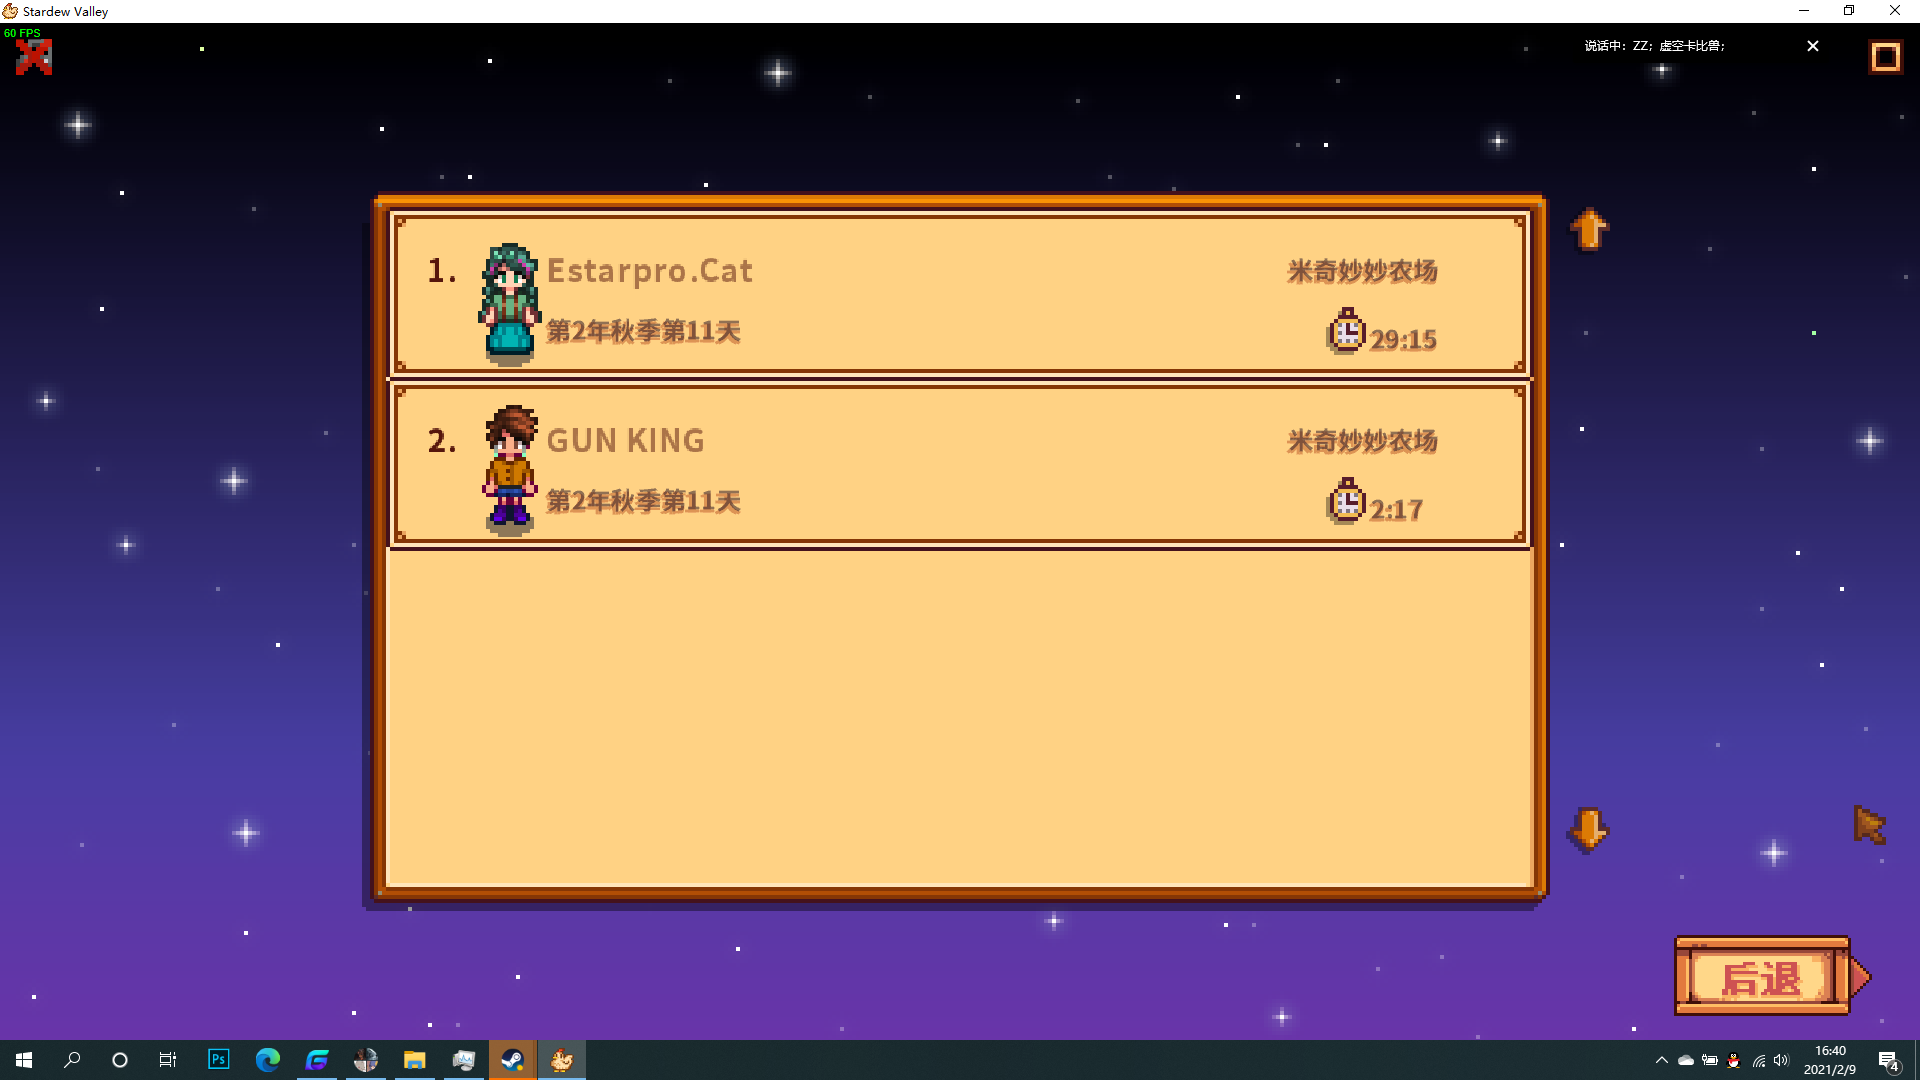 Stardew Valley
60 FPS
说话中：ZZ；虚空卡比兽；
1.
Estarpro.Cat
米奇妙妙农场
第2年秋季第11天
29:15
2.
GUN KING
米奇妙妙农场
第2年秋季第11天
2:17
后退
Ps
16:40
2021/2/9
4